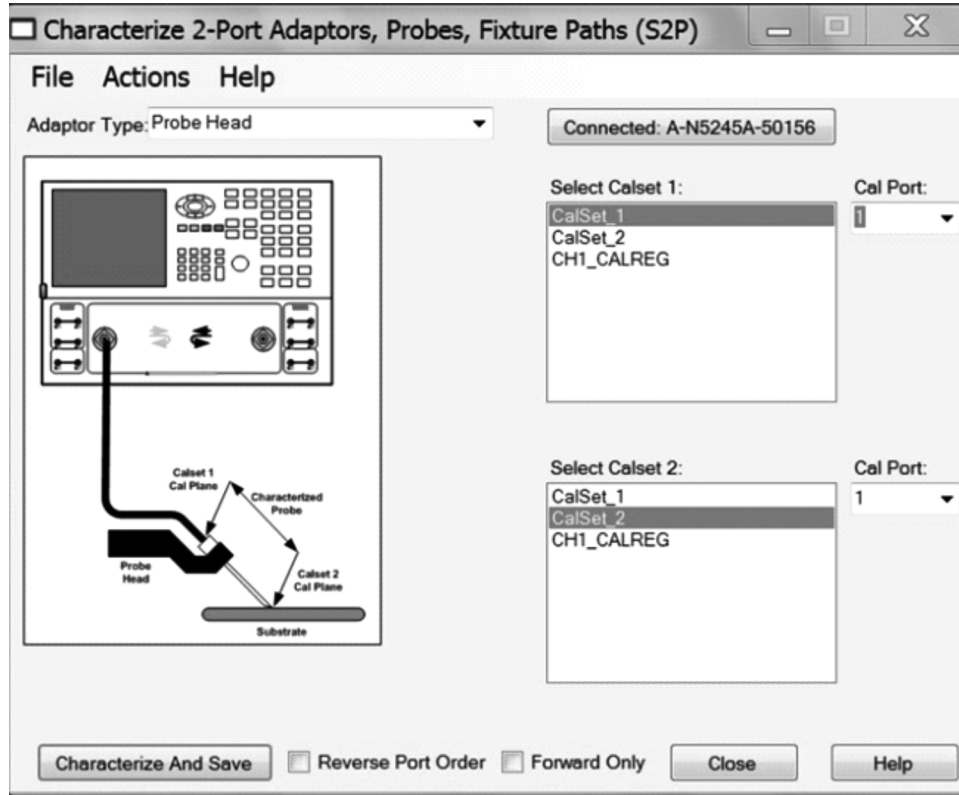 Characterize 2-Port Adaptors, Probes, Fixture Paths (S2P)
File Actions Help
Adaptor Type: Probe Head
Connected: A-N5245A-50156
Select Calset 1:
Cal Port:
CalSet_1
1
CalSet_2
CH1_CALREG
Calset 1
Cal Plane
Characterized
Probe
Probe
Head
Calset 2
Cal Plane
Substrate
Select Calset 2:
Cal Port:
CalSet_1
1
CalSet_2
CH1_CALREG
Characterize And Save
Reverse Port Order
Forward Only
Close
Help